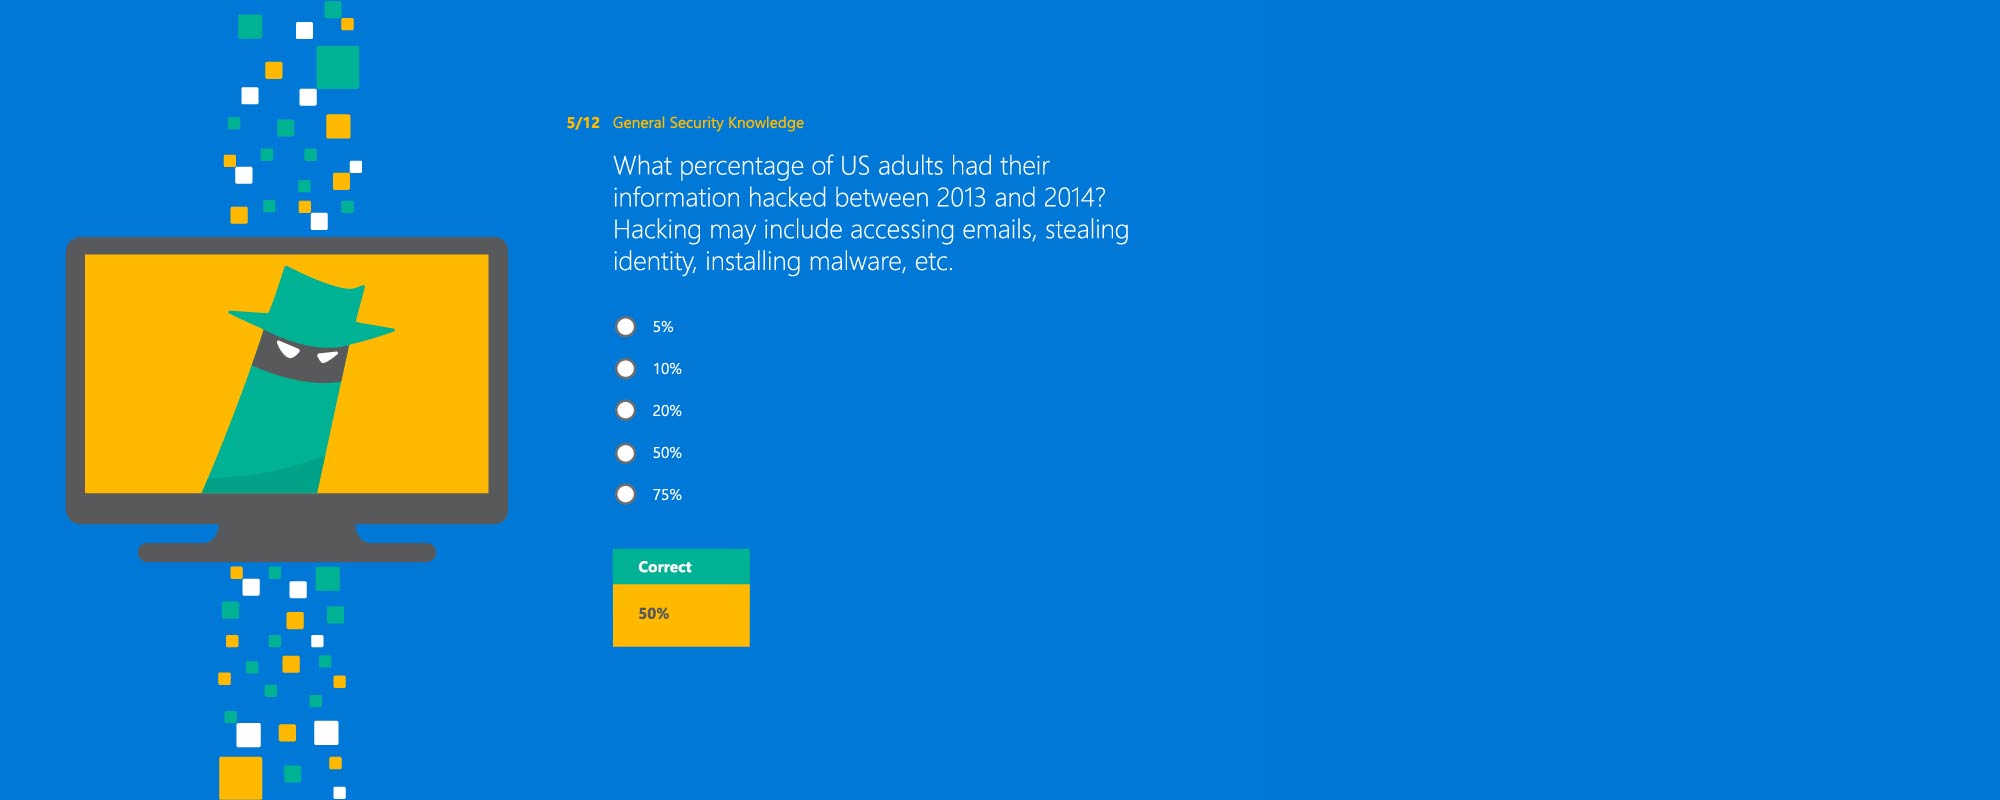 5/12 General Security Knowledge
What percentage of US adults had their
information hacked between 2013 and 2014?
Hacking may include accessing emails, stealing
identity, installing malware, etc.
5%
10%
20%
50%
75%
Correct
50%